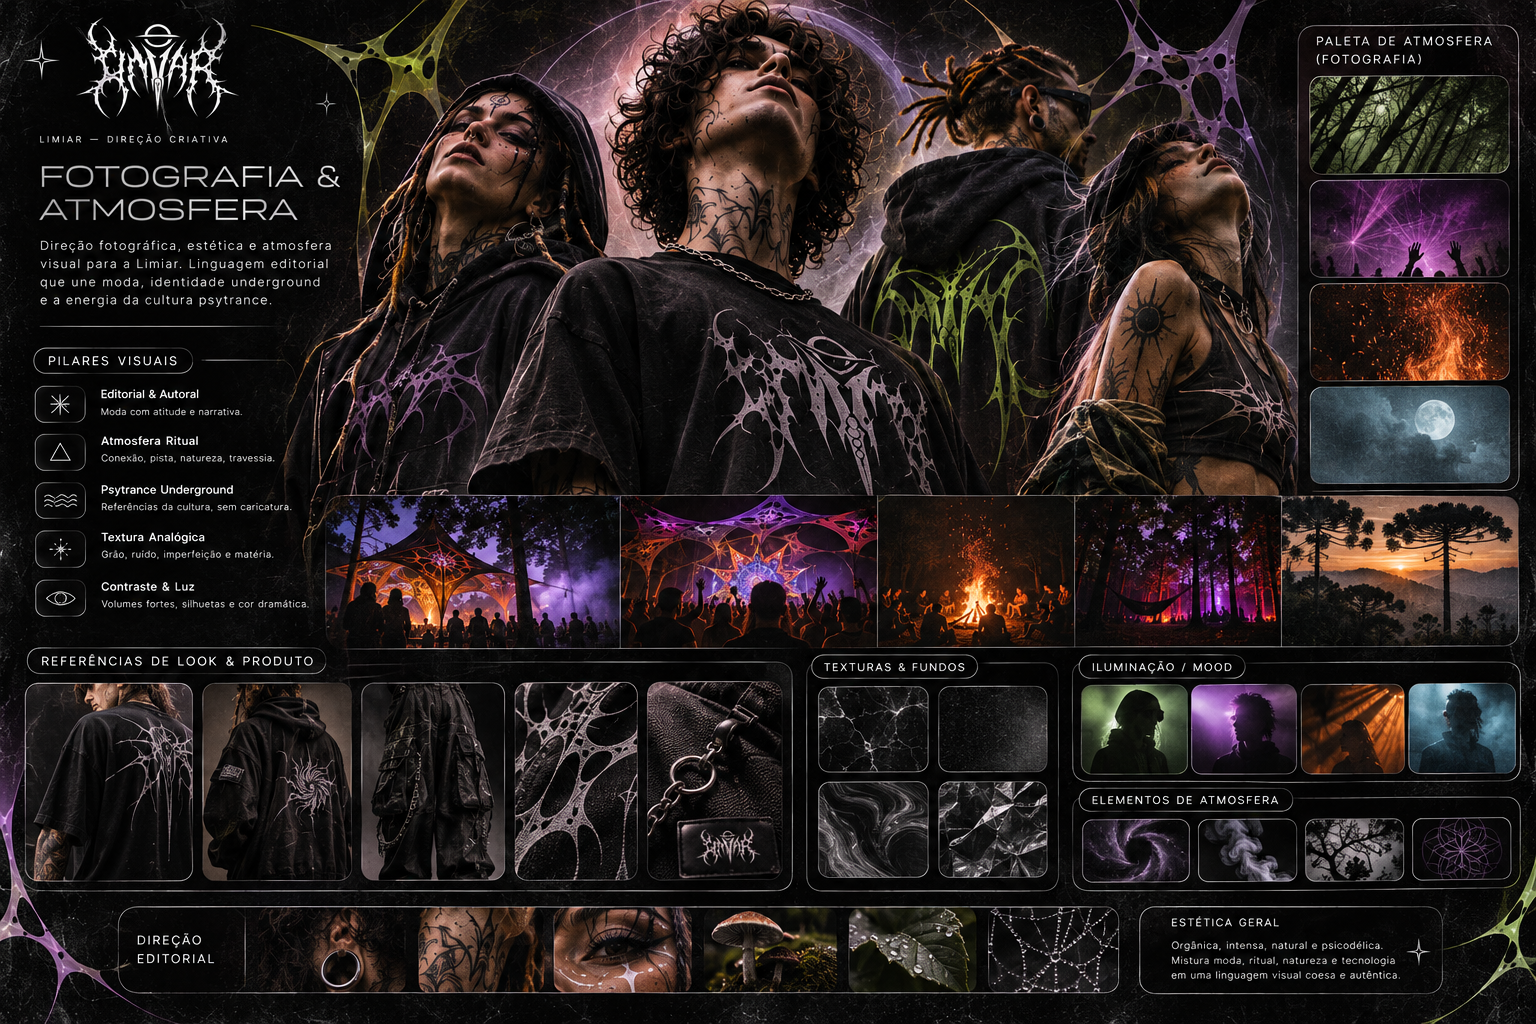 LIMIAR — DIREÇÃO CRIATIVA
FOTOGRAFIA &
ATMOSFERA
Direção fotográfica, estética e atmosfera
visual para a Limiar. Linguagem editorial
que une moda, identidade underground
e a energia da cultura psytrance.
PILARES VISUAIS
Editorial & Autoral
Moda com atitude e narrativa.
Atmosfera Ritual
Conexão, pista, natureza, travessia.
Psytrance Underground
Referências da cultura, sem caricatura.
Textura Analógica
Grão, ruído, imperfeição e matéria.
Contraste & Luz
Volumes fortes, silhuetas e cor dramática.
PALETA DE ATMOSFERA
(FOTOGRAFIA)
REFERÊNCIAS DE LOOK & PRODUTO
TEXTURAS & FUNDOS
ILUMINAÇÃO / MOOD
ELEMENTOS DE ATMOSFERA
DIREÇÃO
EDITORIAL
ESTÉTICA GERAL
Orgânica, intensa, natural e psicodélica.
Mistura moda, ritual, natureza e tecnologia
em uma linguagem visual coesa e autêntica.